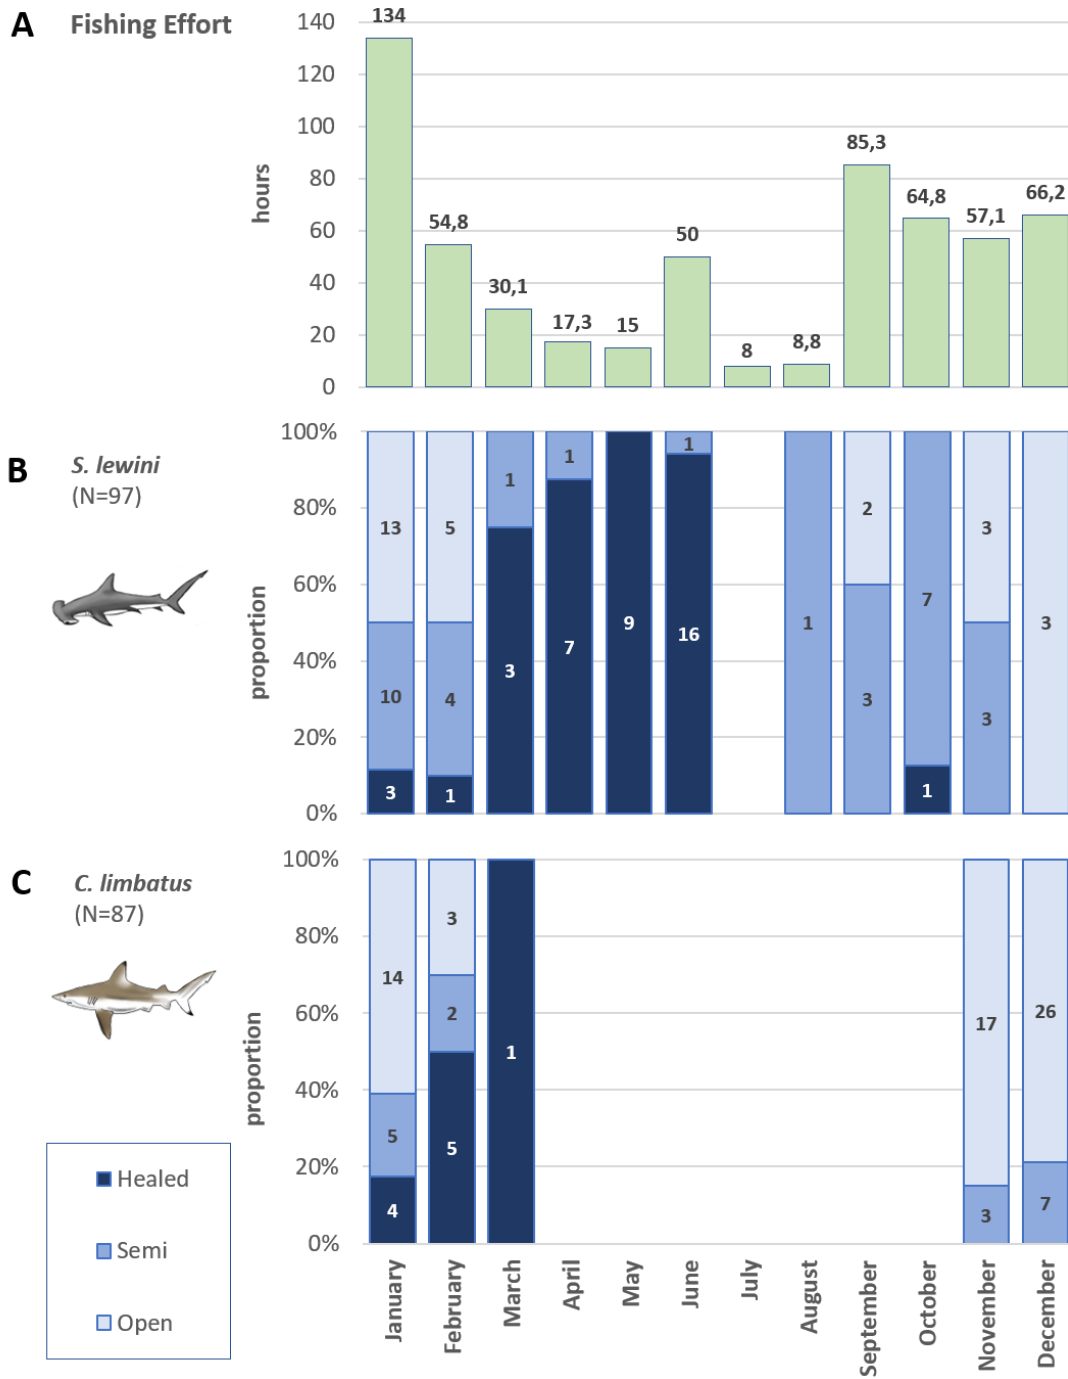 A Fishing Effort
hours
140
120
100
80
60
40
20
0
134
54,8
30,1
17,3
15
50
8
8,8
85,3
64,8
57,1
66,2
B S. lewini
(N=97)
proportion
100%
80%
60%
40%
20%
0%
13
10
3
5
4
1
1
3
1
7
9
1
16
1
2
3
7
1
3
3
3
C C. limbatus
(N=87)
proportion
100%
80%
60%
40%
20%
0%
14
5
4
3
2
5
1
17
3
26
7
Healed
Semi
Open
January
February
March
April
May
June
July
August
September
October
November
December